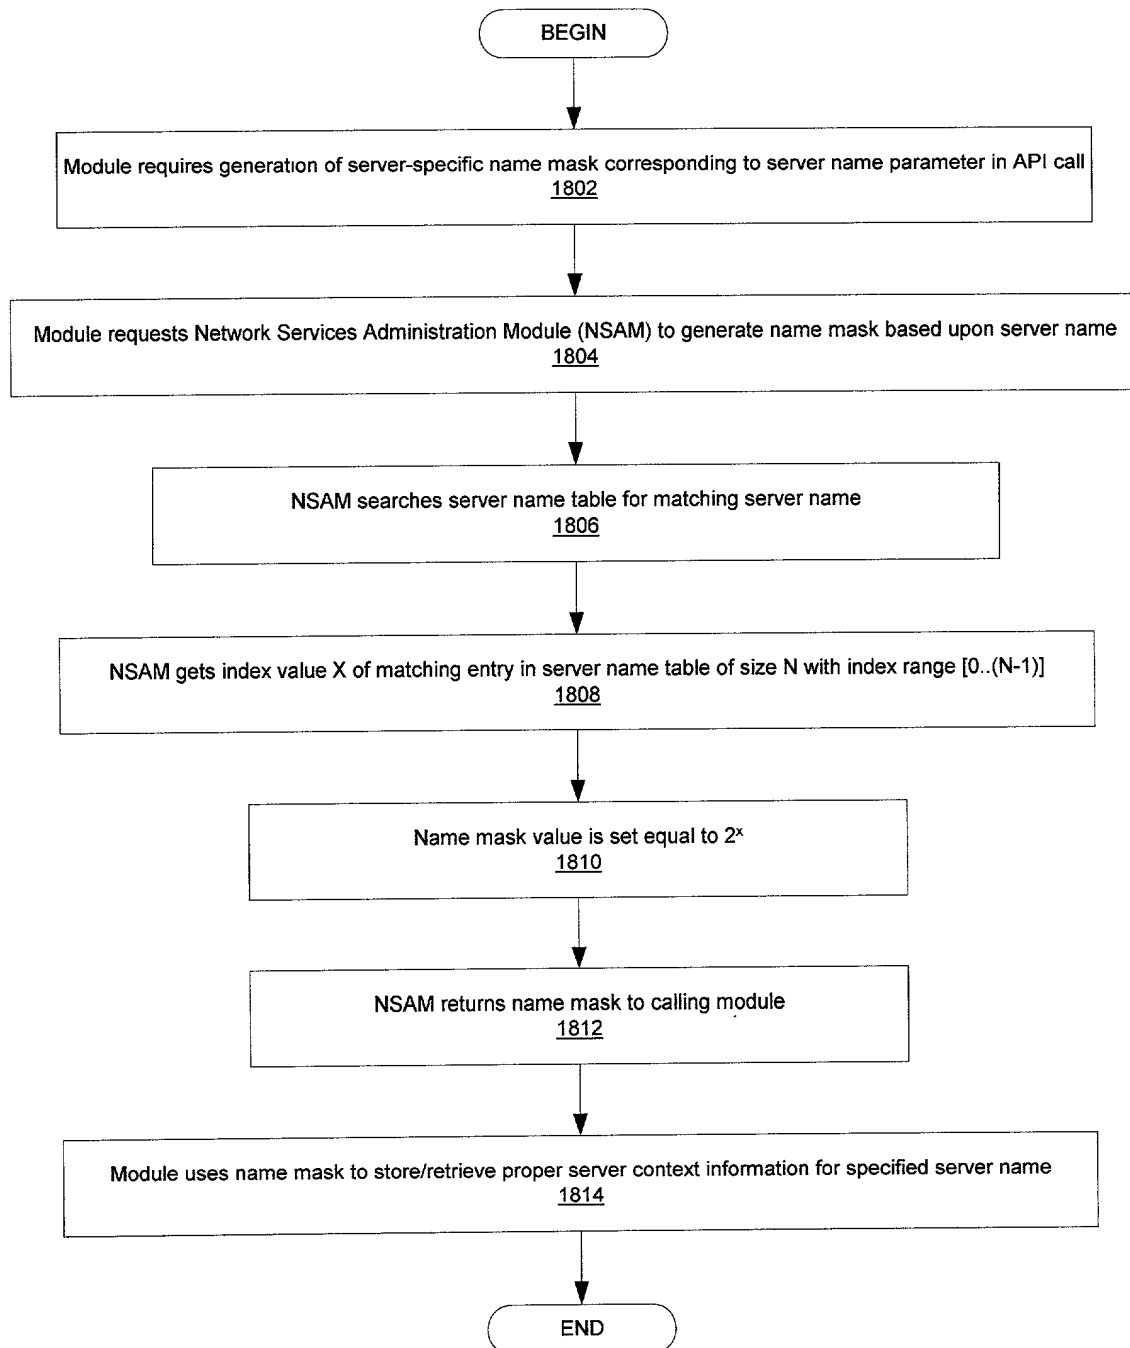 BEGIN
Module requires generation of server-specific name mask corresponding to server name parameter in API call
1802
Module requests Network Services Administration Module (NSAM) to generate name mask based upon server name
1804
NSAM searches server name table for matching server name
1806
NSAM gets index value X of matching entry in server name table of size N with index range [0..(N-1)]
1808
Name mask value is set equal to 2ˣ
1810
NSAM returns name mask to calling module
1812
Module uses name mask to store/retrieve proper server context information for specified server name
1814
END